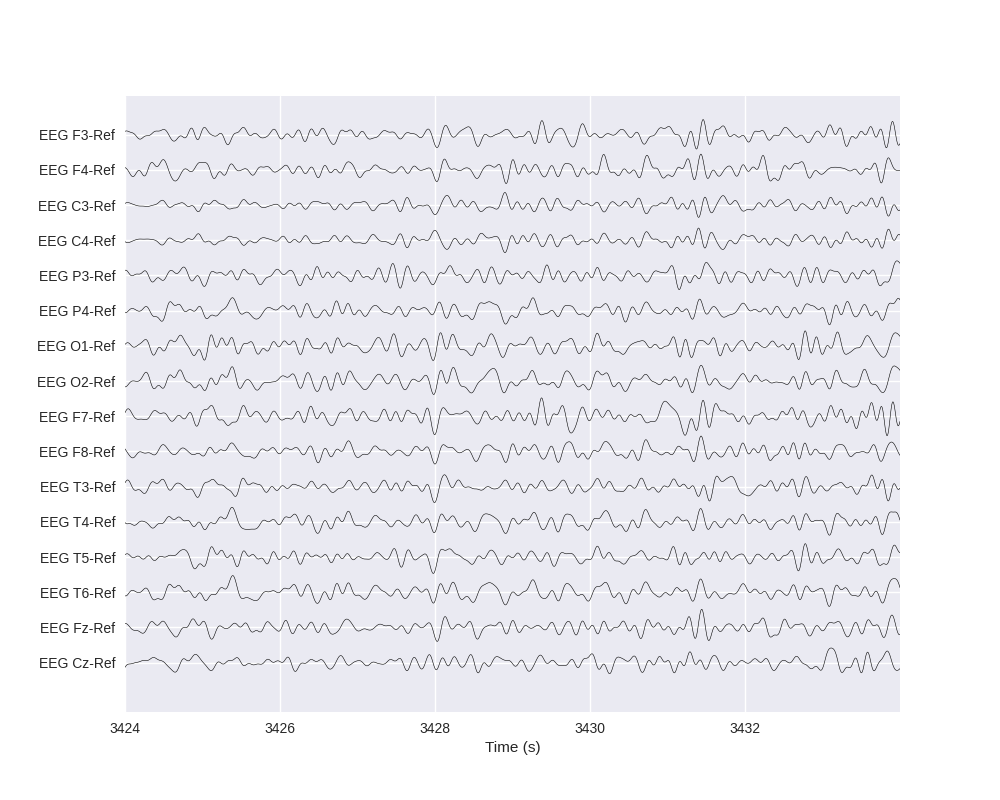 EEG F3-Ref
EEG F4-Ref
EEG C3-Ref
EEG C4-Ref
EEG P3-Ref
EEG P4-Ref
EEG O1-Ref
EEG O2-Ref
EEG F7-Ref
EEG F8-Ref
EEG T3-Ref
EEG T4-Ref
EEG T5-Ref
EEG T6-Ref
EEG Fz-Ref
EEG Cz-Ref
3424 3426 3428 3430 3432
Time (s)